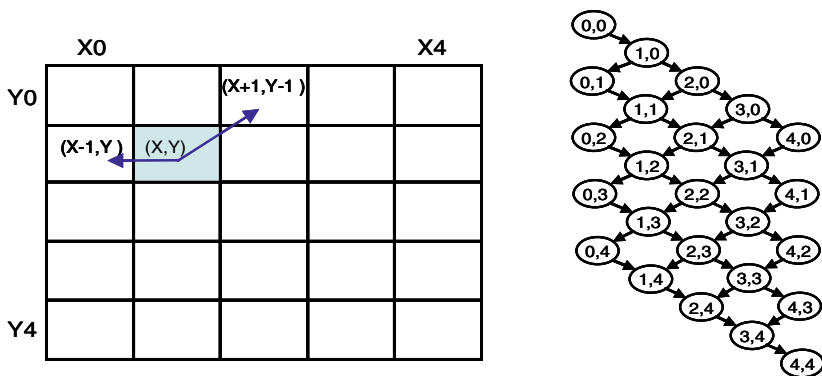 X0 X4
Y0
(X+1,Y-1 )
(X-1,Y )
(X,Y)
Y4
0,0
1,0
0,1 2,0
1,1 3,0
0,2 2,1 4,0
1,2 3,1
0,3 2,2 4,1
1,3 3,2
0,4 2,3 4,2
1,4 3,3
2,4 4,3
3,4
4,4